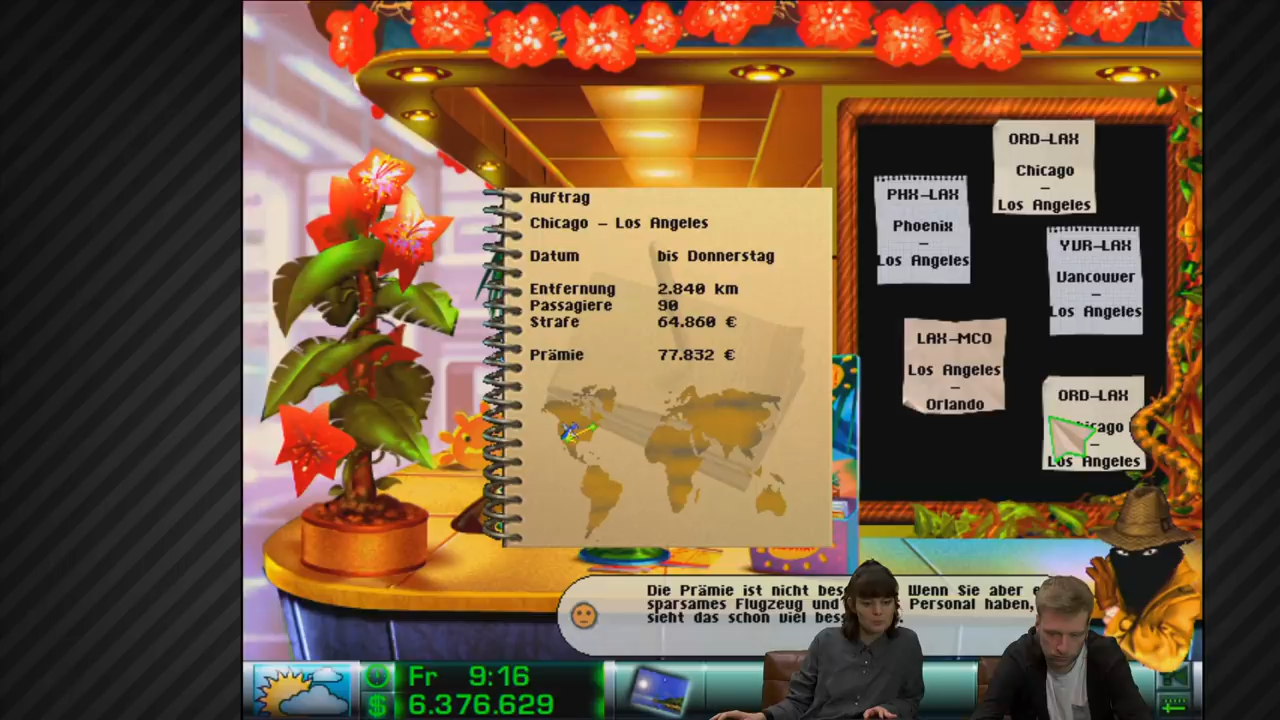 Auftrag
Chicago – Los Angeles
Datum bis Donnerstag
Entfernung 2.840 km
Passagiere 90
Strafe 64.860 €
Prämie 77.832 €
ORD–LAX
Chicago
–
Los Angeles
PHX–LAX
Phoenix
–
Los Angeles
YVR–LAX
Vancouver
–
Los Angeles
LAX–MCO
Los Angeles
–
Orlando
ORD–LAX
–
Los Angeles
Die Prämie ist nicht Wenn Sie aber
sparsames Flugzeug und Personal haben,
sieht das schon viel
Fr 9:16
$ 6.376.629